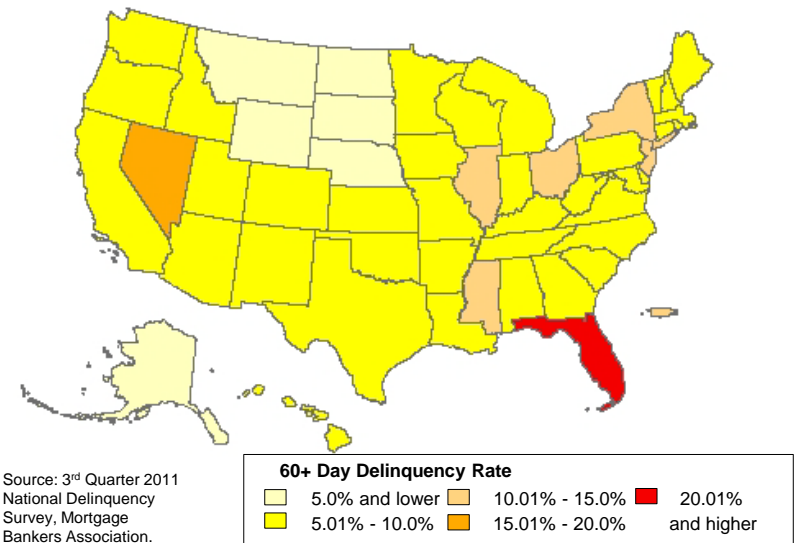 Source: 3rd Quarter 2011
National Delinquency
Survey, Mortgage
Bankers Association.
60+ Day Delinquency Rate
5.0% and lower
10.01% - 15.0%
20.01%
and higher
5.01% - 10.0%
15.01% - 20.0%